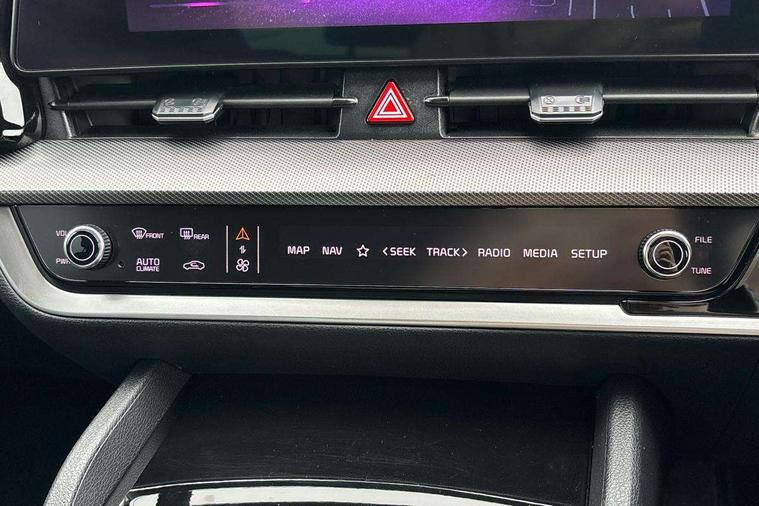 VOL
PWR
FRONT
REAR
AUTO
CLIMATE
MAP NAV <SEEK TRACK> RADIO MEDIA SETUP
FILE
TUNE